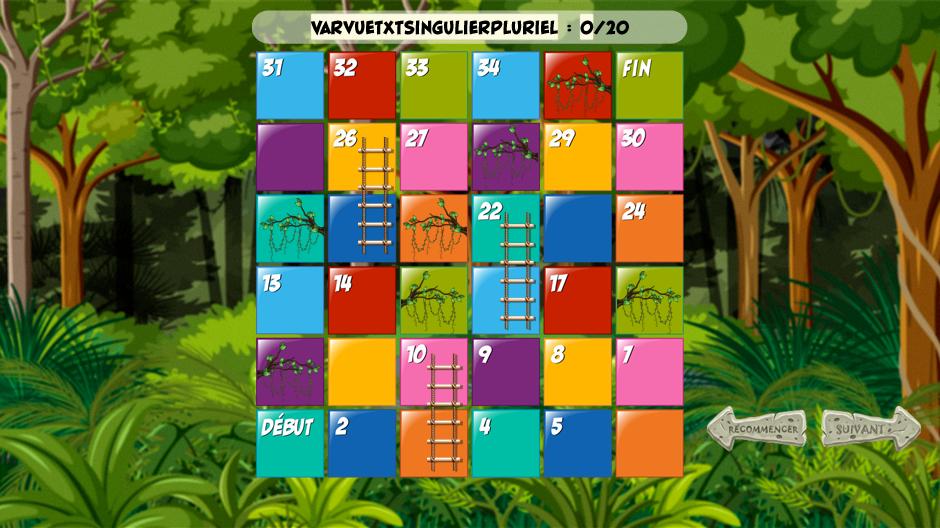 VARVUETXTSINGULIERPLURIEL : 0/20
31 32 33 34 FIN
26 27 29 30
22 24
13 14 17
10 9 8 7
DÉBUT 2 4 5
RECOMMENCER SUIVANT